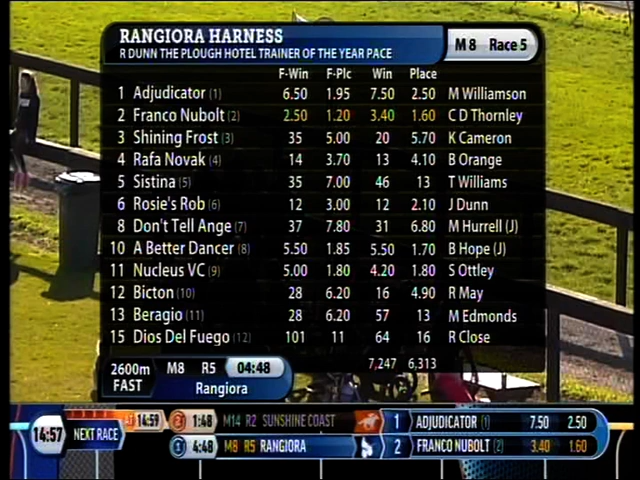 RANGIORA HARNESS
R DUNN THE PLOUGH HOTEL TRAINER OF THE YEAR PACE
M 8 Race 5
F-Win F-Plc Win Place
1 Adjudicator (1) 6.50 1.95 7.50 2.50 M Williamson
2 Franco Nubolt (2) 2.50 1.20 3.40 1.60 C D Thornley
3 Shining Frost (3) 35 5.00 20 5.70 K Cameron
4 Rafa Novak (4) 14 3.70 13 4.10 B Orange
5 Sistina (5) 35 7.00 46 13 T Williams
6 Rosie's Rob (6) 12 3.00 12 2.10 J Dunn
8 Don't Tell Ange (7) 37 7.80 31 6.80 M Hurrell (J)
10 A Better Dancer (8) 5.50 1.85 5.50 1.70 B Hope (J)
11 Nucleus VC (9) 5.00 1.80 4.20 1.80 S Ottley
12 Bicton (10) 28 6.20 16 4.90 R May
13 Beragio (11) 28 6.20 57 13 M Edmonds
15 Dios Del Fuego (12) 101 11 64 16 R Close
7,247 6,313
2600m M8 R5 04:48
FAST Rangiora
14:57 NEXT RACE
14:59 2 1:48 M14 R2 SUNSHINE COAST
1 4:48 M8 R5 RANGIORA
1 ADJUDICATOR (1) 7.50 2.50
2 FRANCO NUBOLT (2) 3.40 1.60